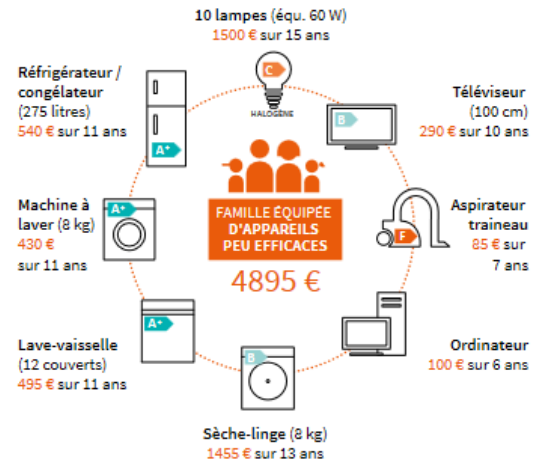 10 lampes (équ. 60 W)
1500 € sur 15 ans
C
HALOGÈNE
Réfrigérateur /
congélateur
(275 litres)
540 € sur 11 ans
A+
Téléviseur
(100 cm)
290 € sur 10 ans
B
Machine à
laver (8 kg)
430 €
sur 11 ans
A+
FAMILLE ÉQUIPÉE
D'APPAREILS
PEU EFFICACES
4895 €
Aspirateur
traineau
85 € sur
7 ans
F
Lave-vaisselle
(12 couverts)
495 € sur 11 ans
A+
Ordinateur
100 € sur 6 ans
B
Sèche-linge (8 kg)
1455 € sur 13 ans